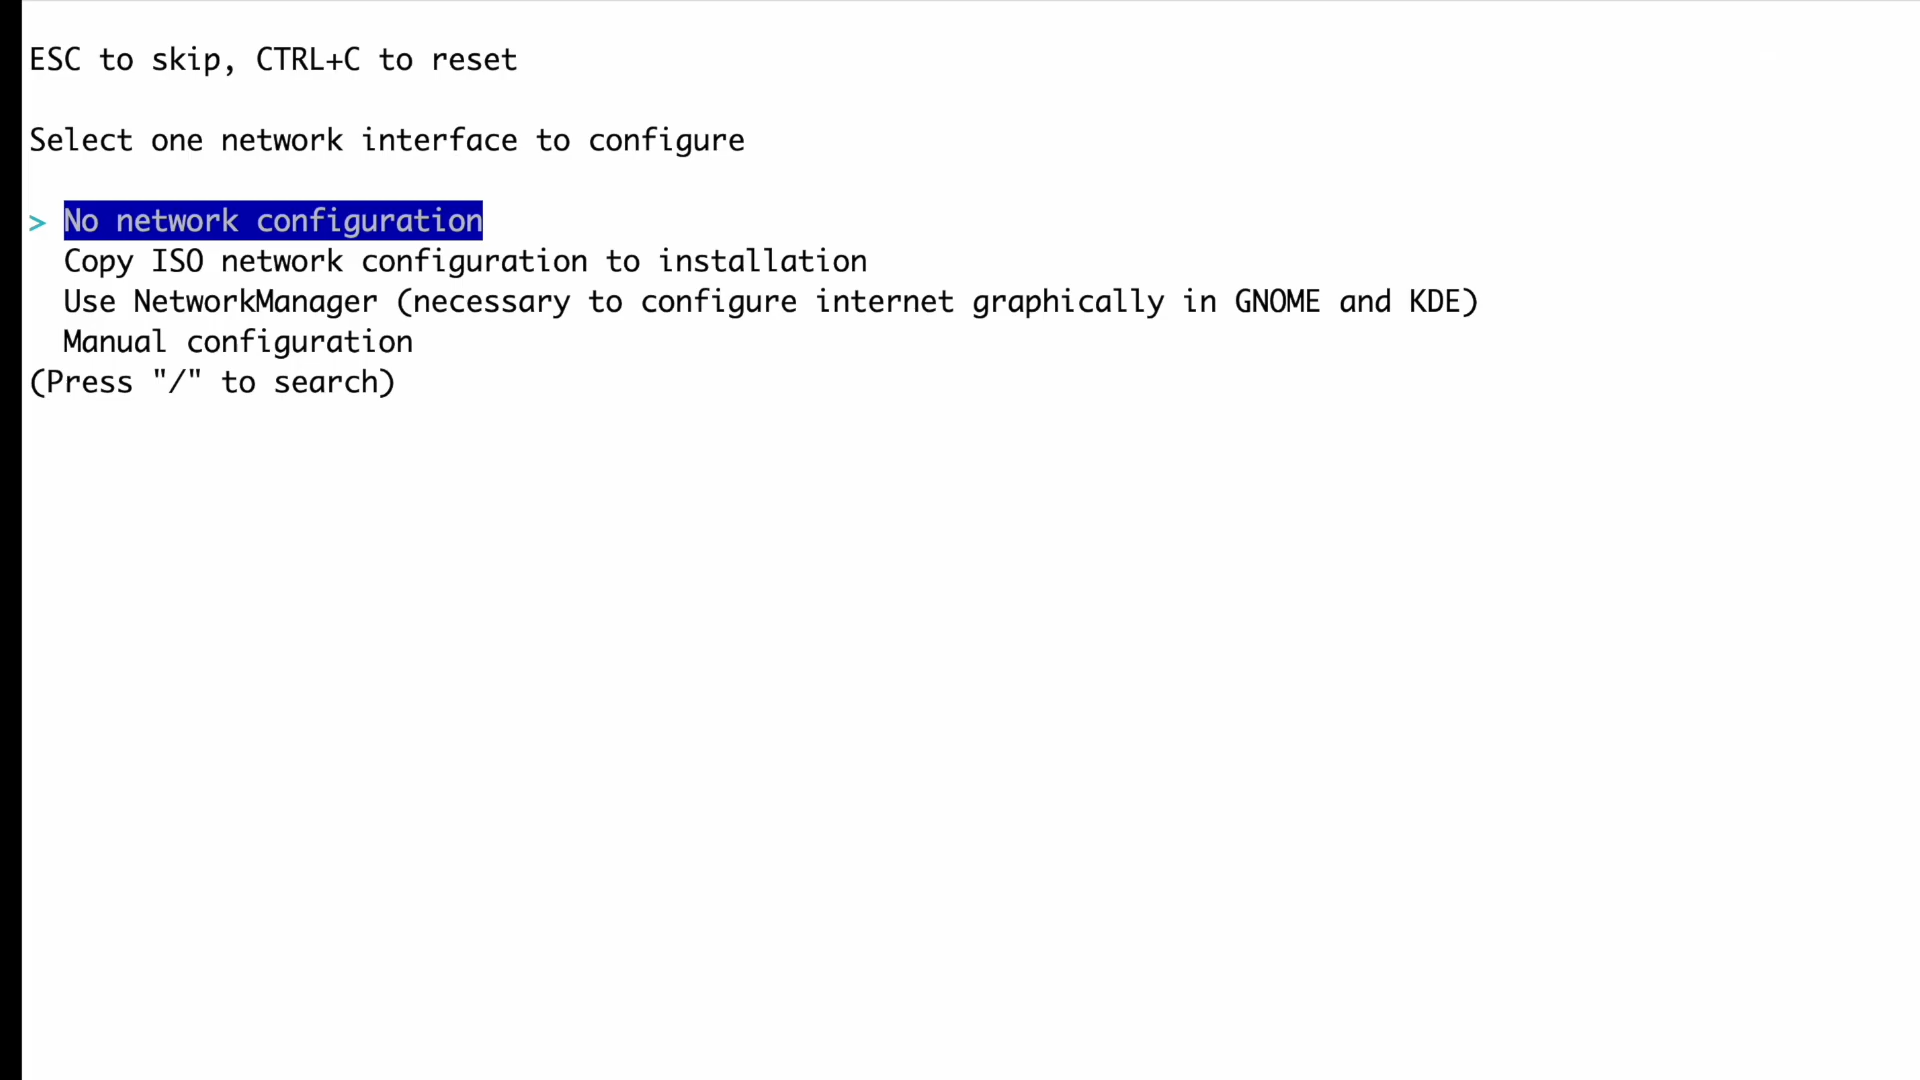 ESC to skip, CTRL+C to reset
Select one network interface to configure
> No network configuration
Copy ISO network configuration to installation
Use NetworkManager (necessary to configure internet graphically in GNOME and KDE)
Manual configuration
(Press "/" to search)